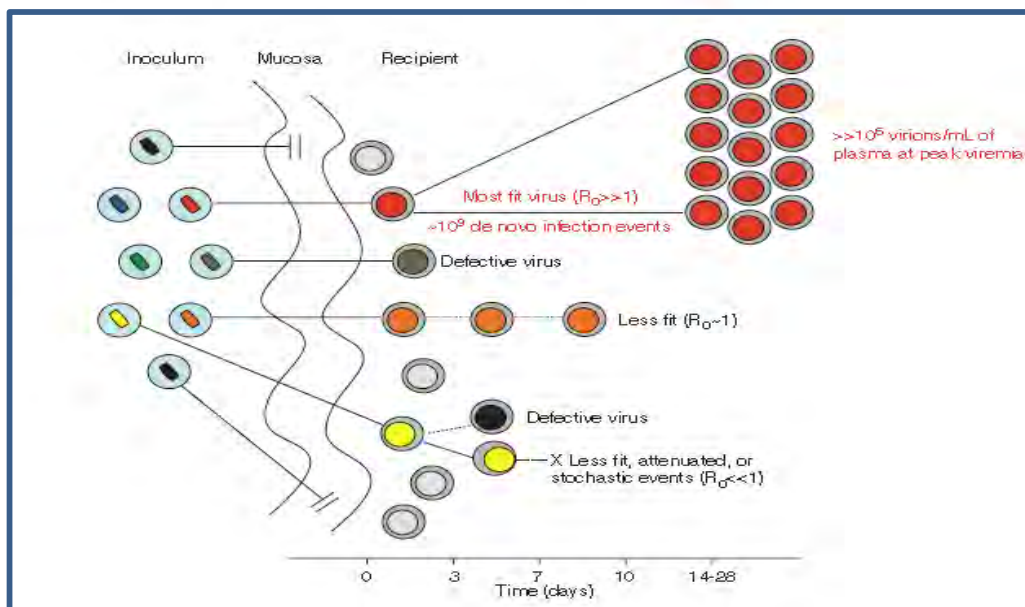 Inoculum Mucosa Recipient
>>10⁵ virions/mL of
plasma at peak viremia
Most fit virus (R₀>>1)
~10⁹ de novo infection events
Defective virus
Less fit (R₀~1)
Defective virus
X Less fit, attenuated, or
stochastic events (R₀<<1)
0 3 7 10 14-28
Time (days)